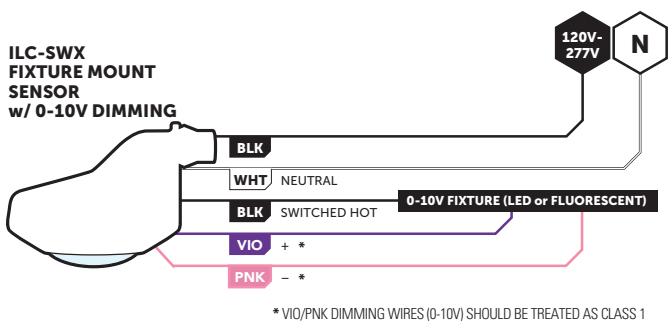 ILC-SWX
FIXTURE MOUNT
SENSOR
w/ 0-10V DIMMING
120V-
277V
N
BLK
WHT NEUTRAL
BLK SWITCHED HOT
0-10V FIXTURE (LED or FLUORESCENT)
VIO + *
PNK – *
* VIO/PNK DIMMING WIRES (0-10V) SHOULD BE TREATED AS CLASS 1